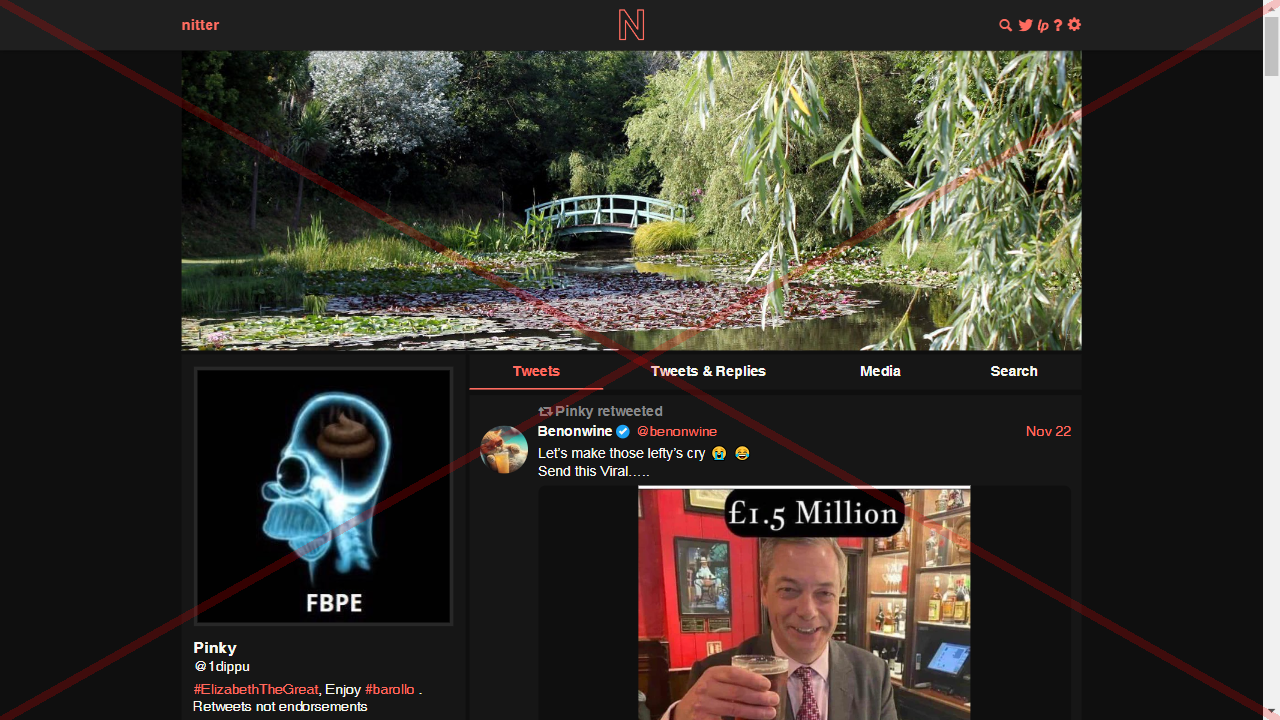 nitter
N
lp ?
Tweets
Tweets & Replies
Media
Search
Pinky retweeted
Benonwine @benonwine
Nov 22
Let's make those lefty's cry 😭 😂
Send this Viral.....
£1.5 Million
FBPE
Pinky
@1dippu
#ElizabethTheGreat, Enjoy #barollo .
Retweets not endorsements